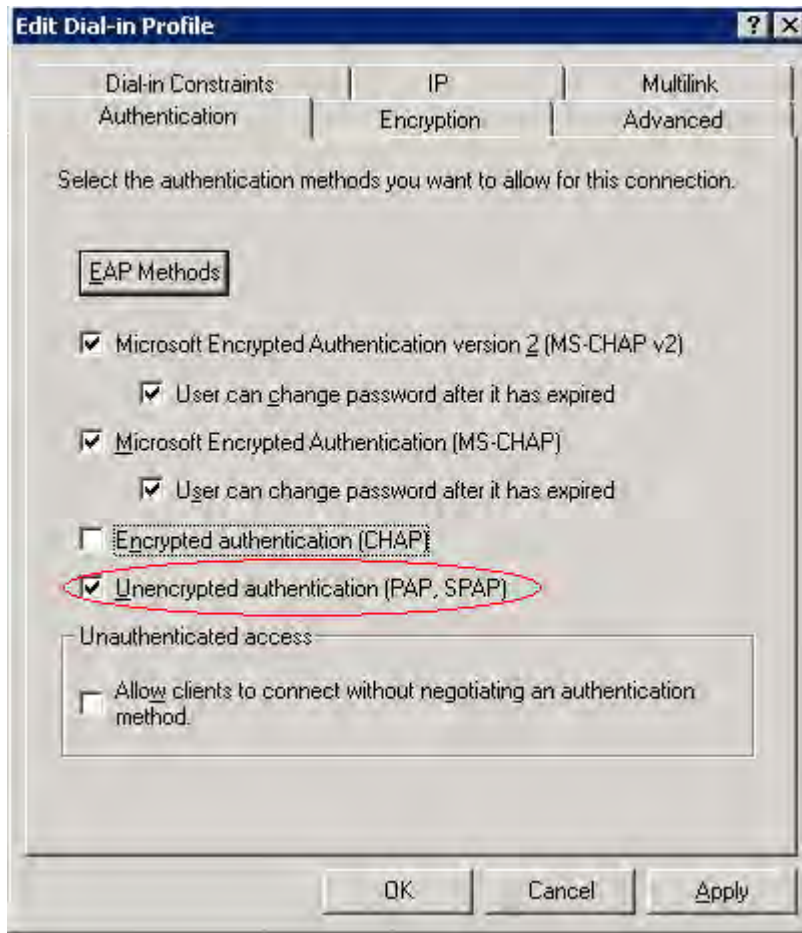 Edit Dial-in Profile
Dial-in Constraints
IP
Multilink
Authentication
Encryption
Advanced
Select the authentication methods you want to allow for this connection.
EAP Methods
Microsoft Encrypted Authentication version 2 (MS-CHAP v2)
User can change password after it has expired
Microsoft Encrypted Authentication (MS-CHAP)
User can change password after it has expired
Encrypted authentication (CHAP)
Unencrypted authentication (PAP, SPAP)
Unauthenticated access
Allow clients to connect without negotiating an authentication
method.
OK
Cancel
Apply